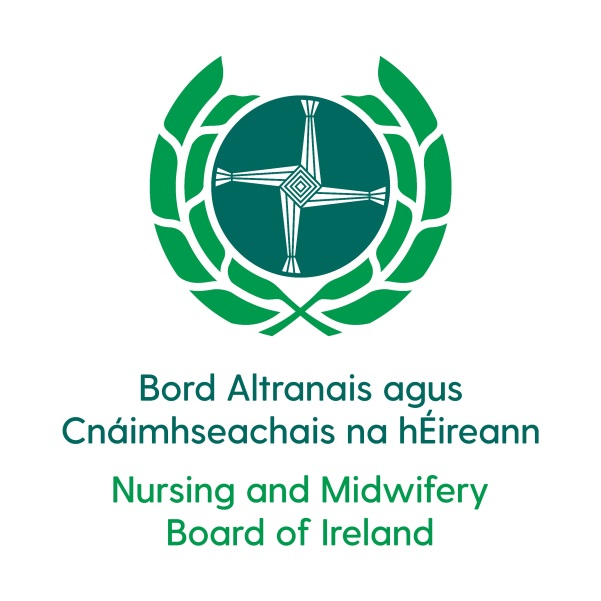 Bord Altranais agus
Cnáimhseachais na hÉireann
Nursing and Midwifery
Board of Ireland